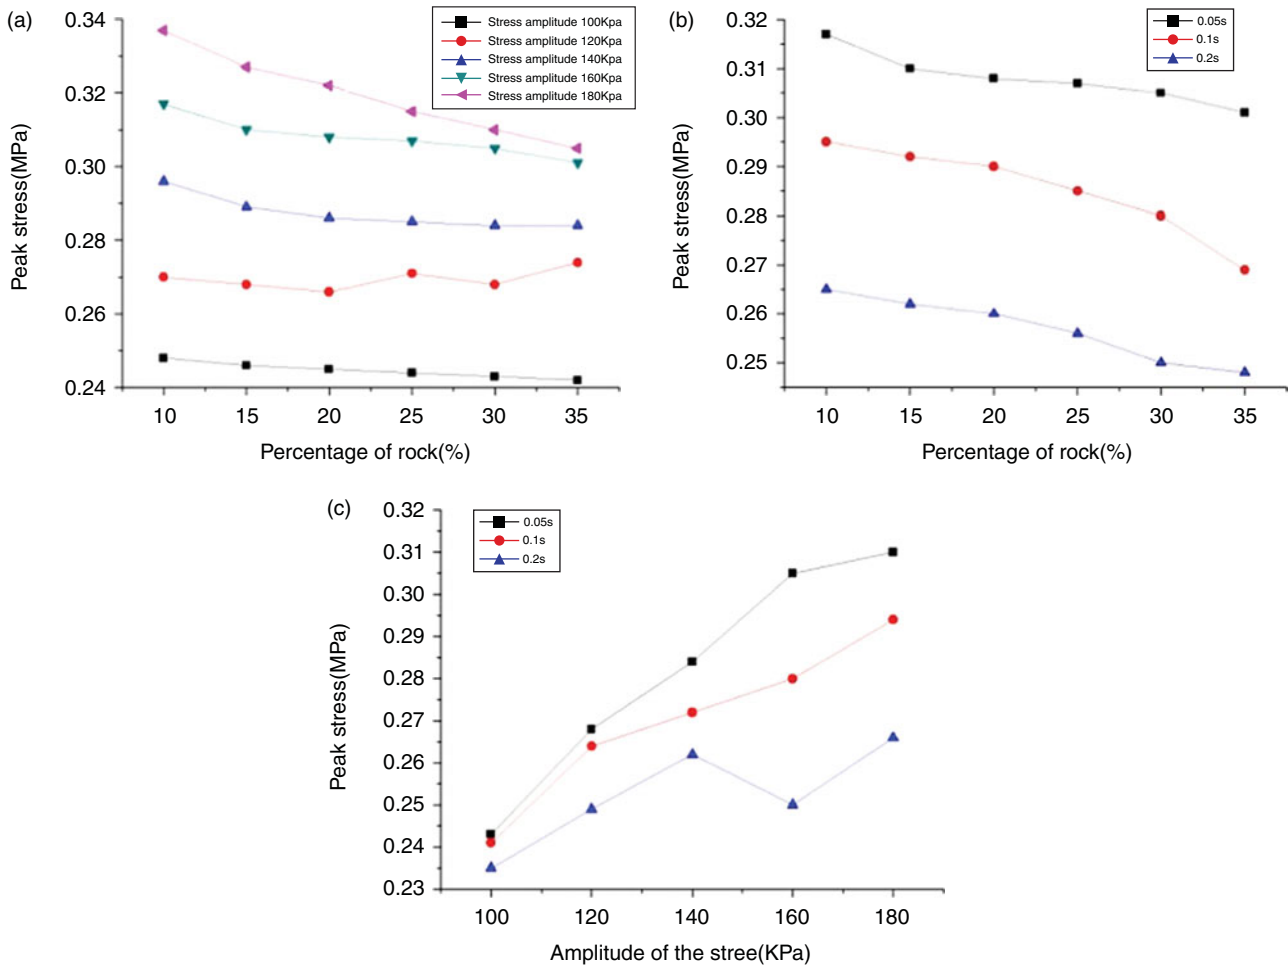 (a)
0.34
0.32
0.30
0.28
0.26
0.24
Peak stress(MPa)
Stress amplitude 100Kpa
Stress amplitude 120Kpa
Stress amplitude 140Kpa
Stress amplitude 160Kpa
Stress amplitude 180Kpa
10 15 20 25 30 35
Percentage of rock(%)
(b)
0.32
0.31
0.30
0.29
0.28
0.27
0.26
0.25
Peak stress(MPa)
0.05s
0.1s
0.2s
10 15 20 25 30 35
Percentage of rock(%)
(c)
0.32
0.31
0.30
0.29
0.28
0.27
0.26
0.25
0.24
0.23
Peak stress(MPa)
0.05s
0.1s
0.2s
100 120 140 160 180
Amplitude of the stree(KPa)